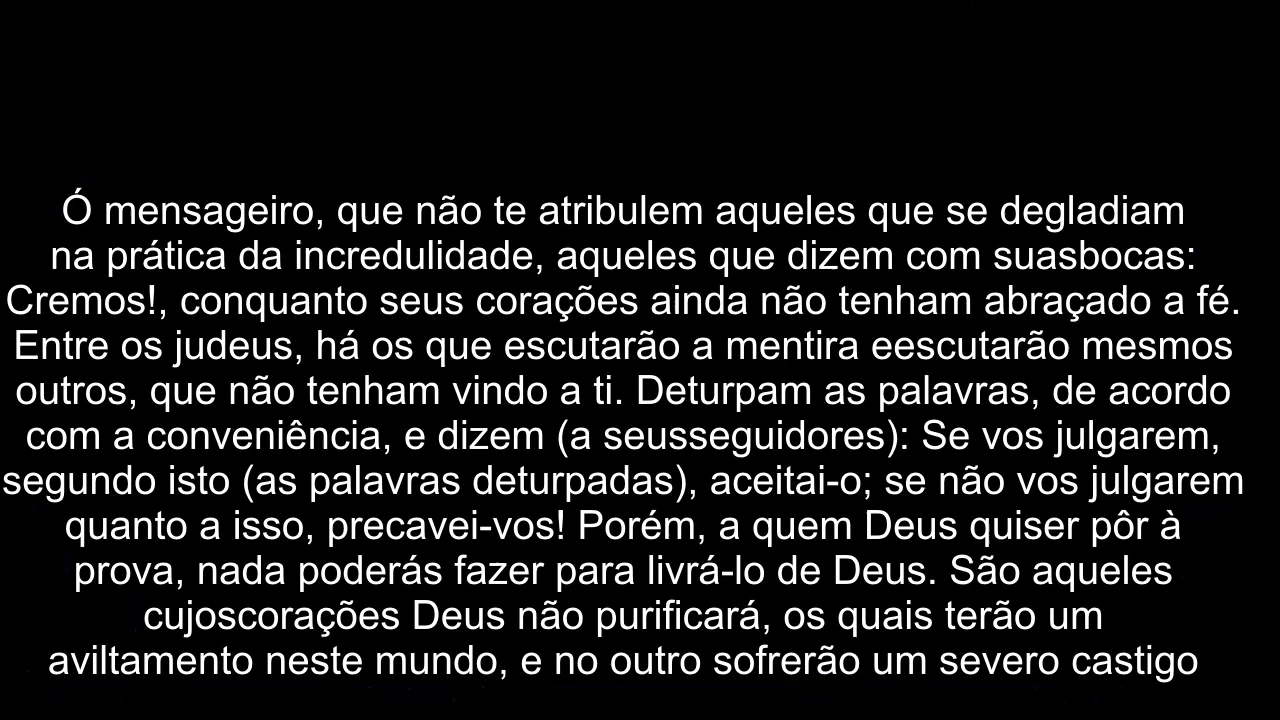 Ó mensageiro, que não te atribulem aqueles que se degladiam
na prática da incredulidade, aqueles que dizem com suasbocas:
Cremos!, conquanto seus corações ainda não tenham abraçado a fé.
Entre os judeus, há os que escutarão a mentira eescutarão mesmos
outros, que não tenham vindo a ti. Deturpam as palavras, de acordo
com a conveniência, e dizem (a seusseguidores): Se vos julgarem,
segundo isto (as palavras deturpadas), aceitai-o; se não vos julgarem
quanto a isso, precavei-vos! Porém, a quem Deus quiser pôr à
prova, nada poderás fazer para livrá-lo de Deus. São aqueles
cujoscorações Deus não purificará, os quais terão um
aviltamento neste mundo, e no outro sofrerão um severo castigo